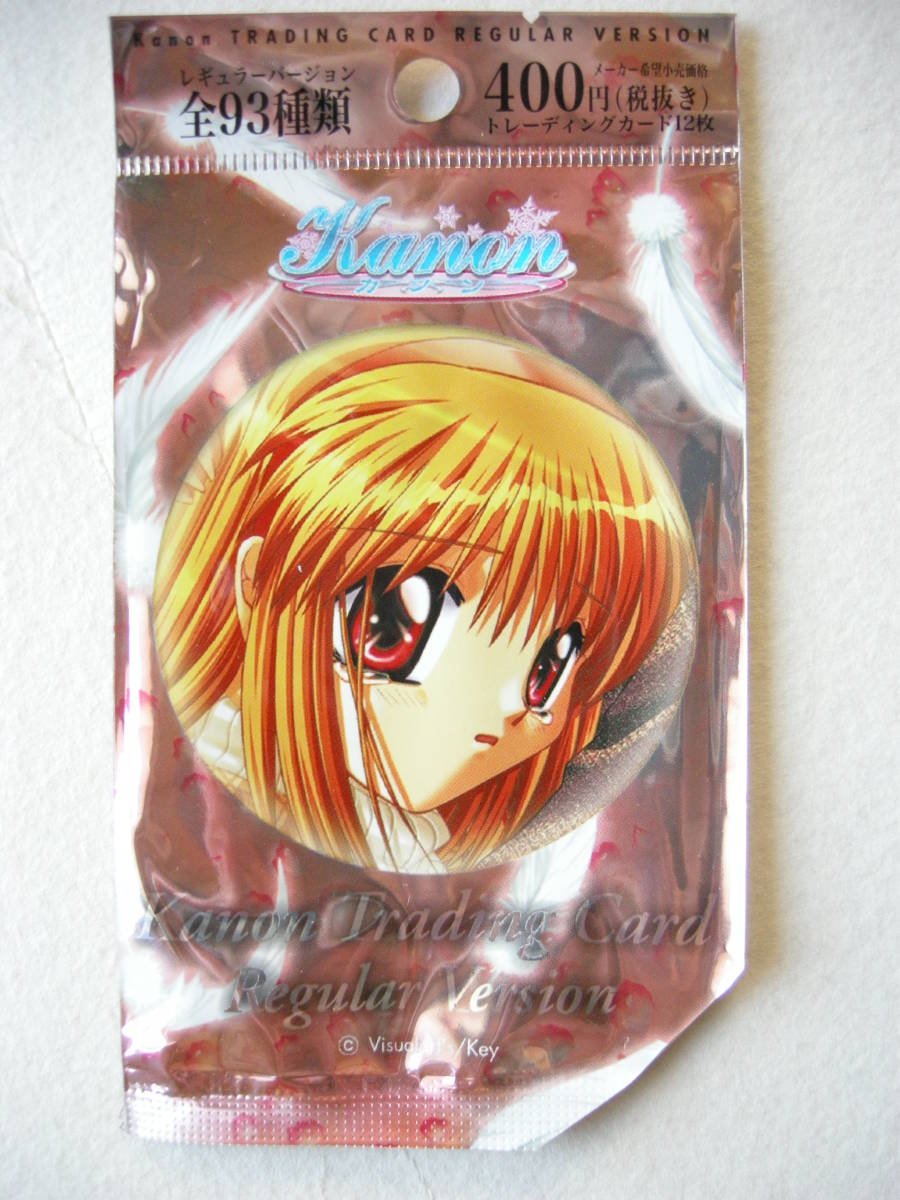 Kanon TRADING CARD REGULAR VERSION
レギュラーバージョン
全93種類
メーカー希望小売価格
400円(税抜き)
トレーディングカード12枚
Kanon
カノン
Kanon Trading Card
Regular Version
© Visual Art's/Key